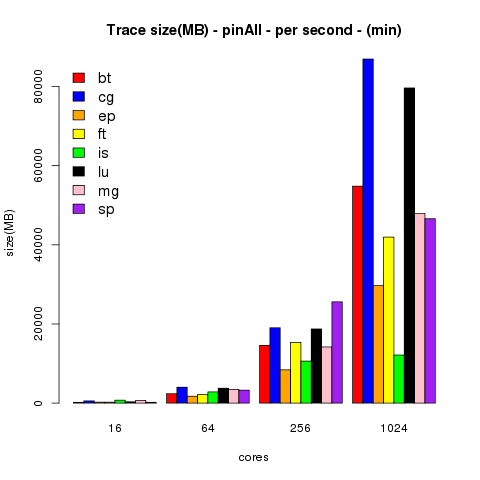 Trace size(MB) - pinAll - per second - (min)
bt
cg
ep
ft
is
lu
mg
sp
size(MB)
80000
60000
40000
20000
0
16 64 256 1024
cores